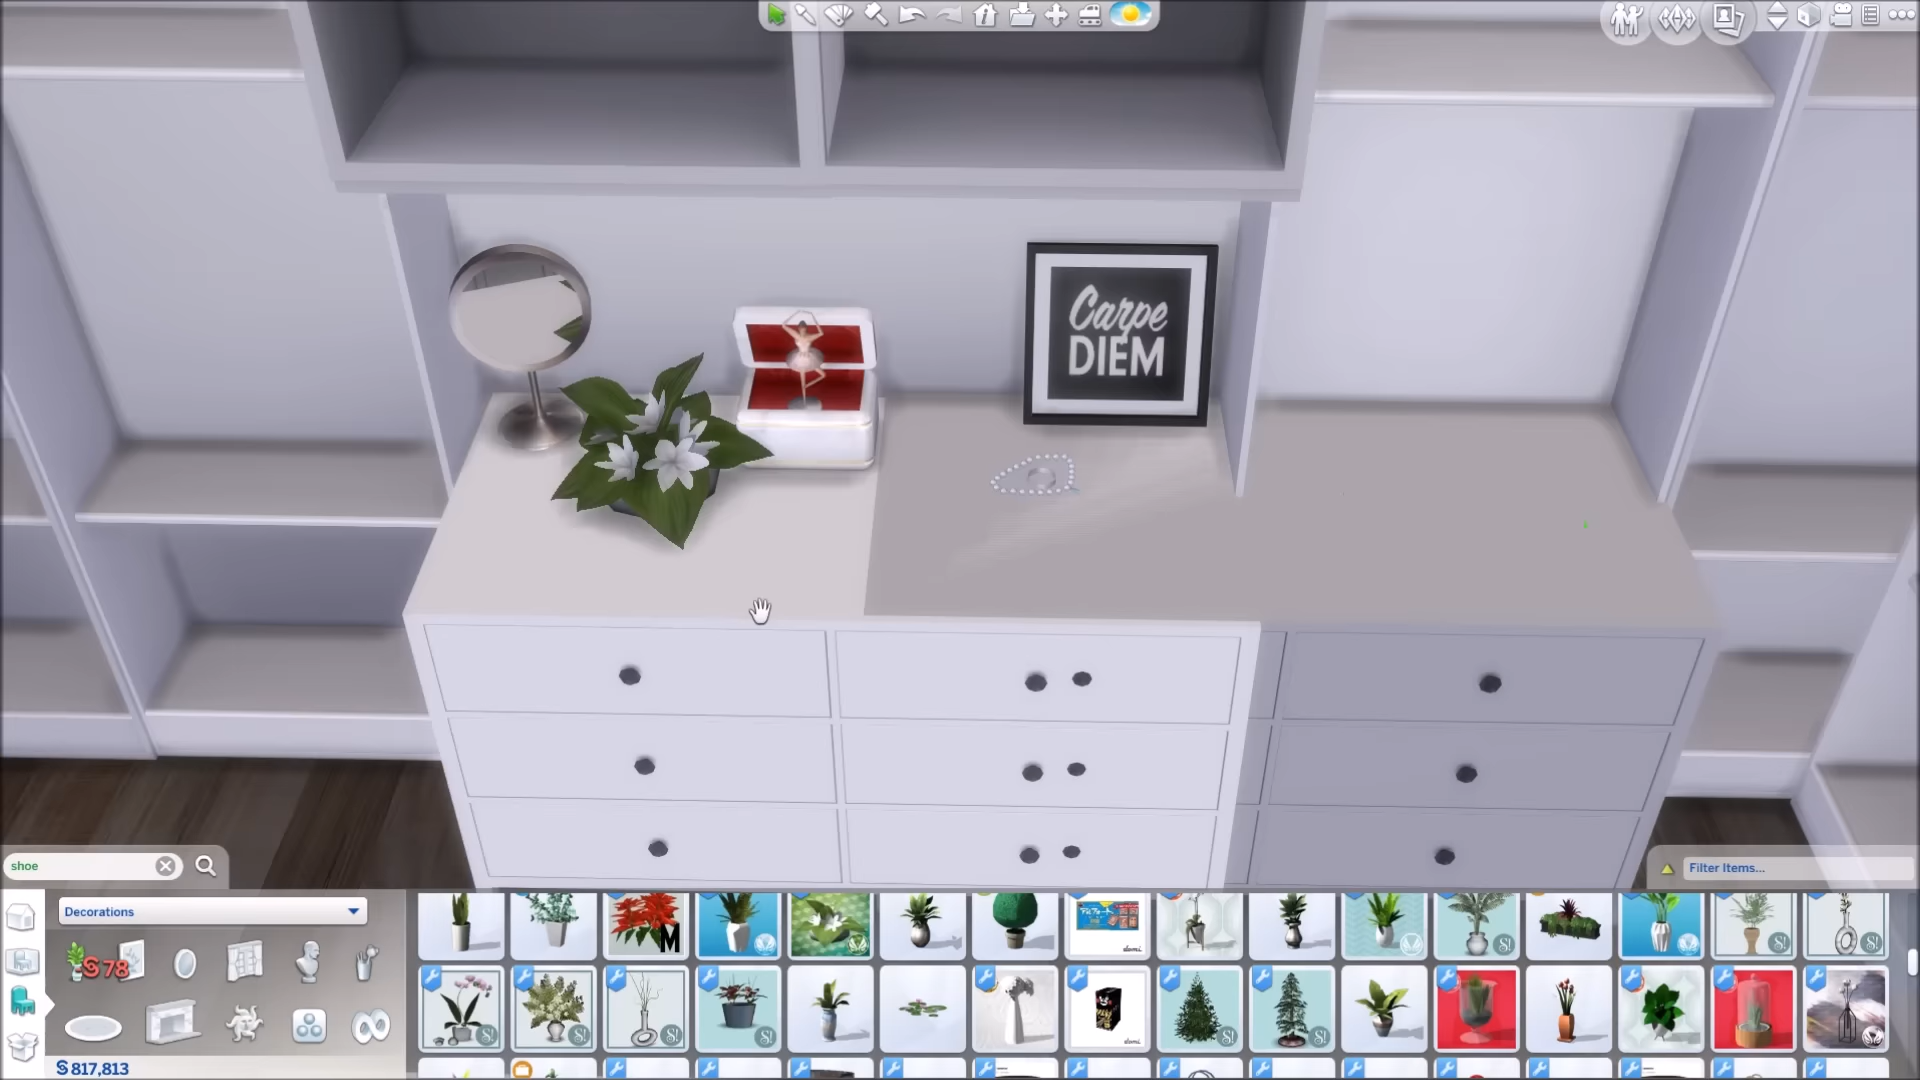 Carpe
DIEM
shoe
Filter Items...
Decorations
§78
§817,813
M